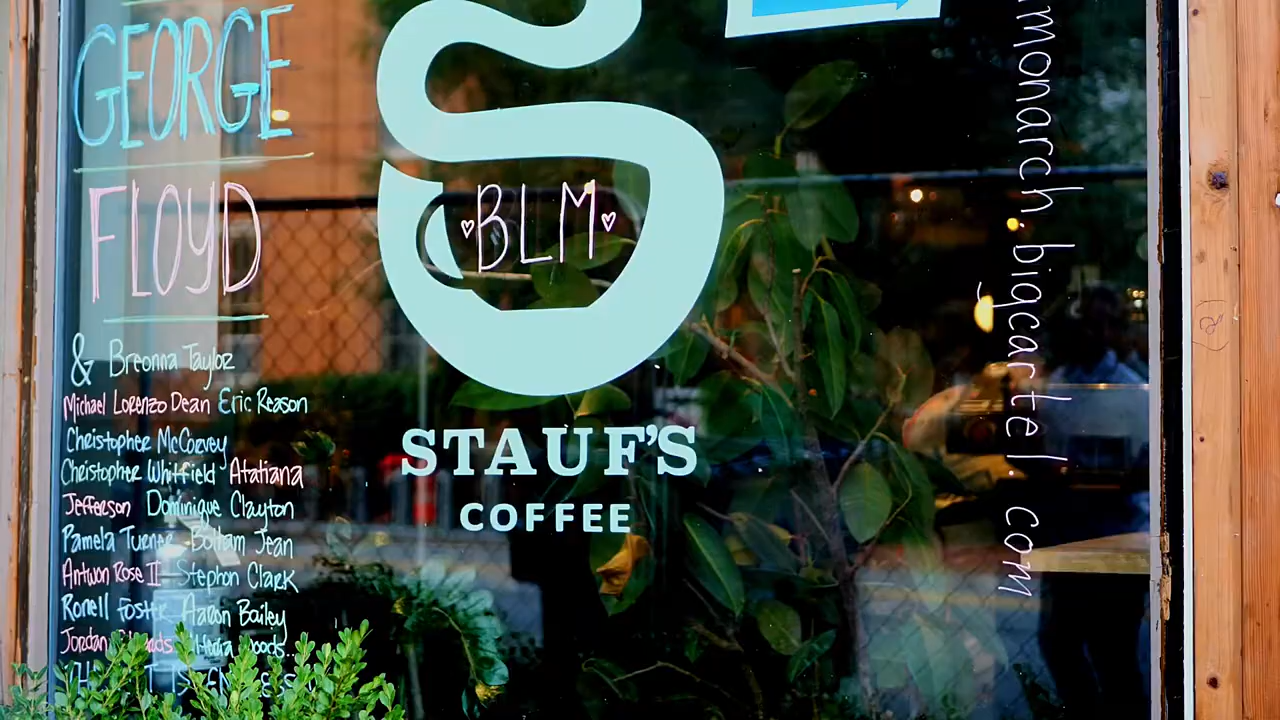 GEORGE
FLOYD
& Breonna Taylor
Michael Lorenzo Dean Eric Reason
Christopher McCorvey
Christopher Whitfield Atatiana
Jefferson Dominique Clayton
Pamela Turner Botham Jean
Antwon Rose II Stephon Clark
Ronell Foster Aaron Bailey
Jordan
♡BLM♡
STAUF'S
COFFEE
monarch.bigcartel.com